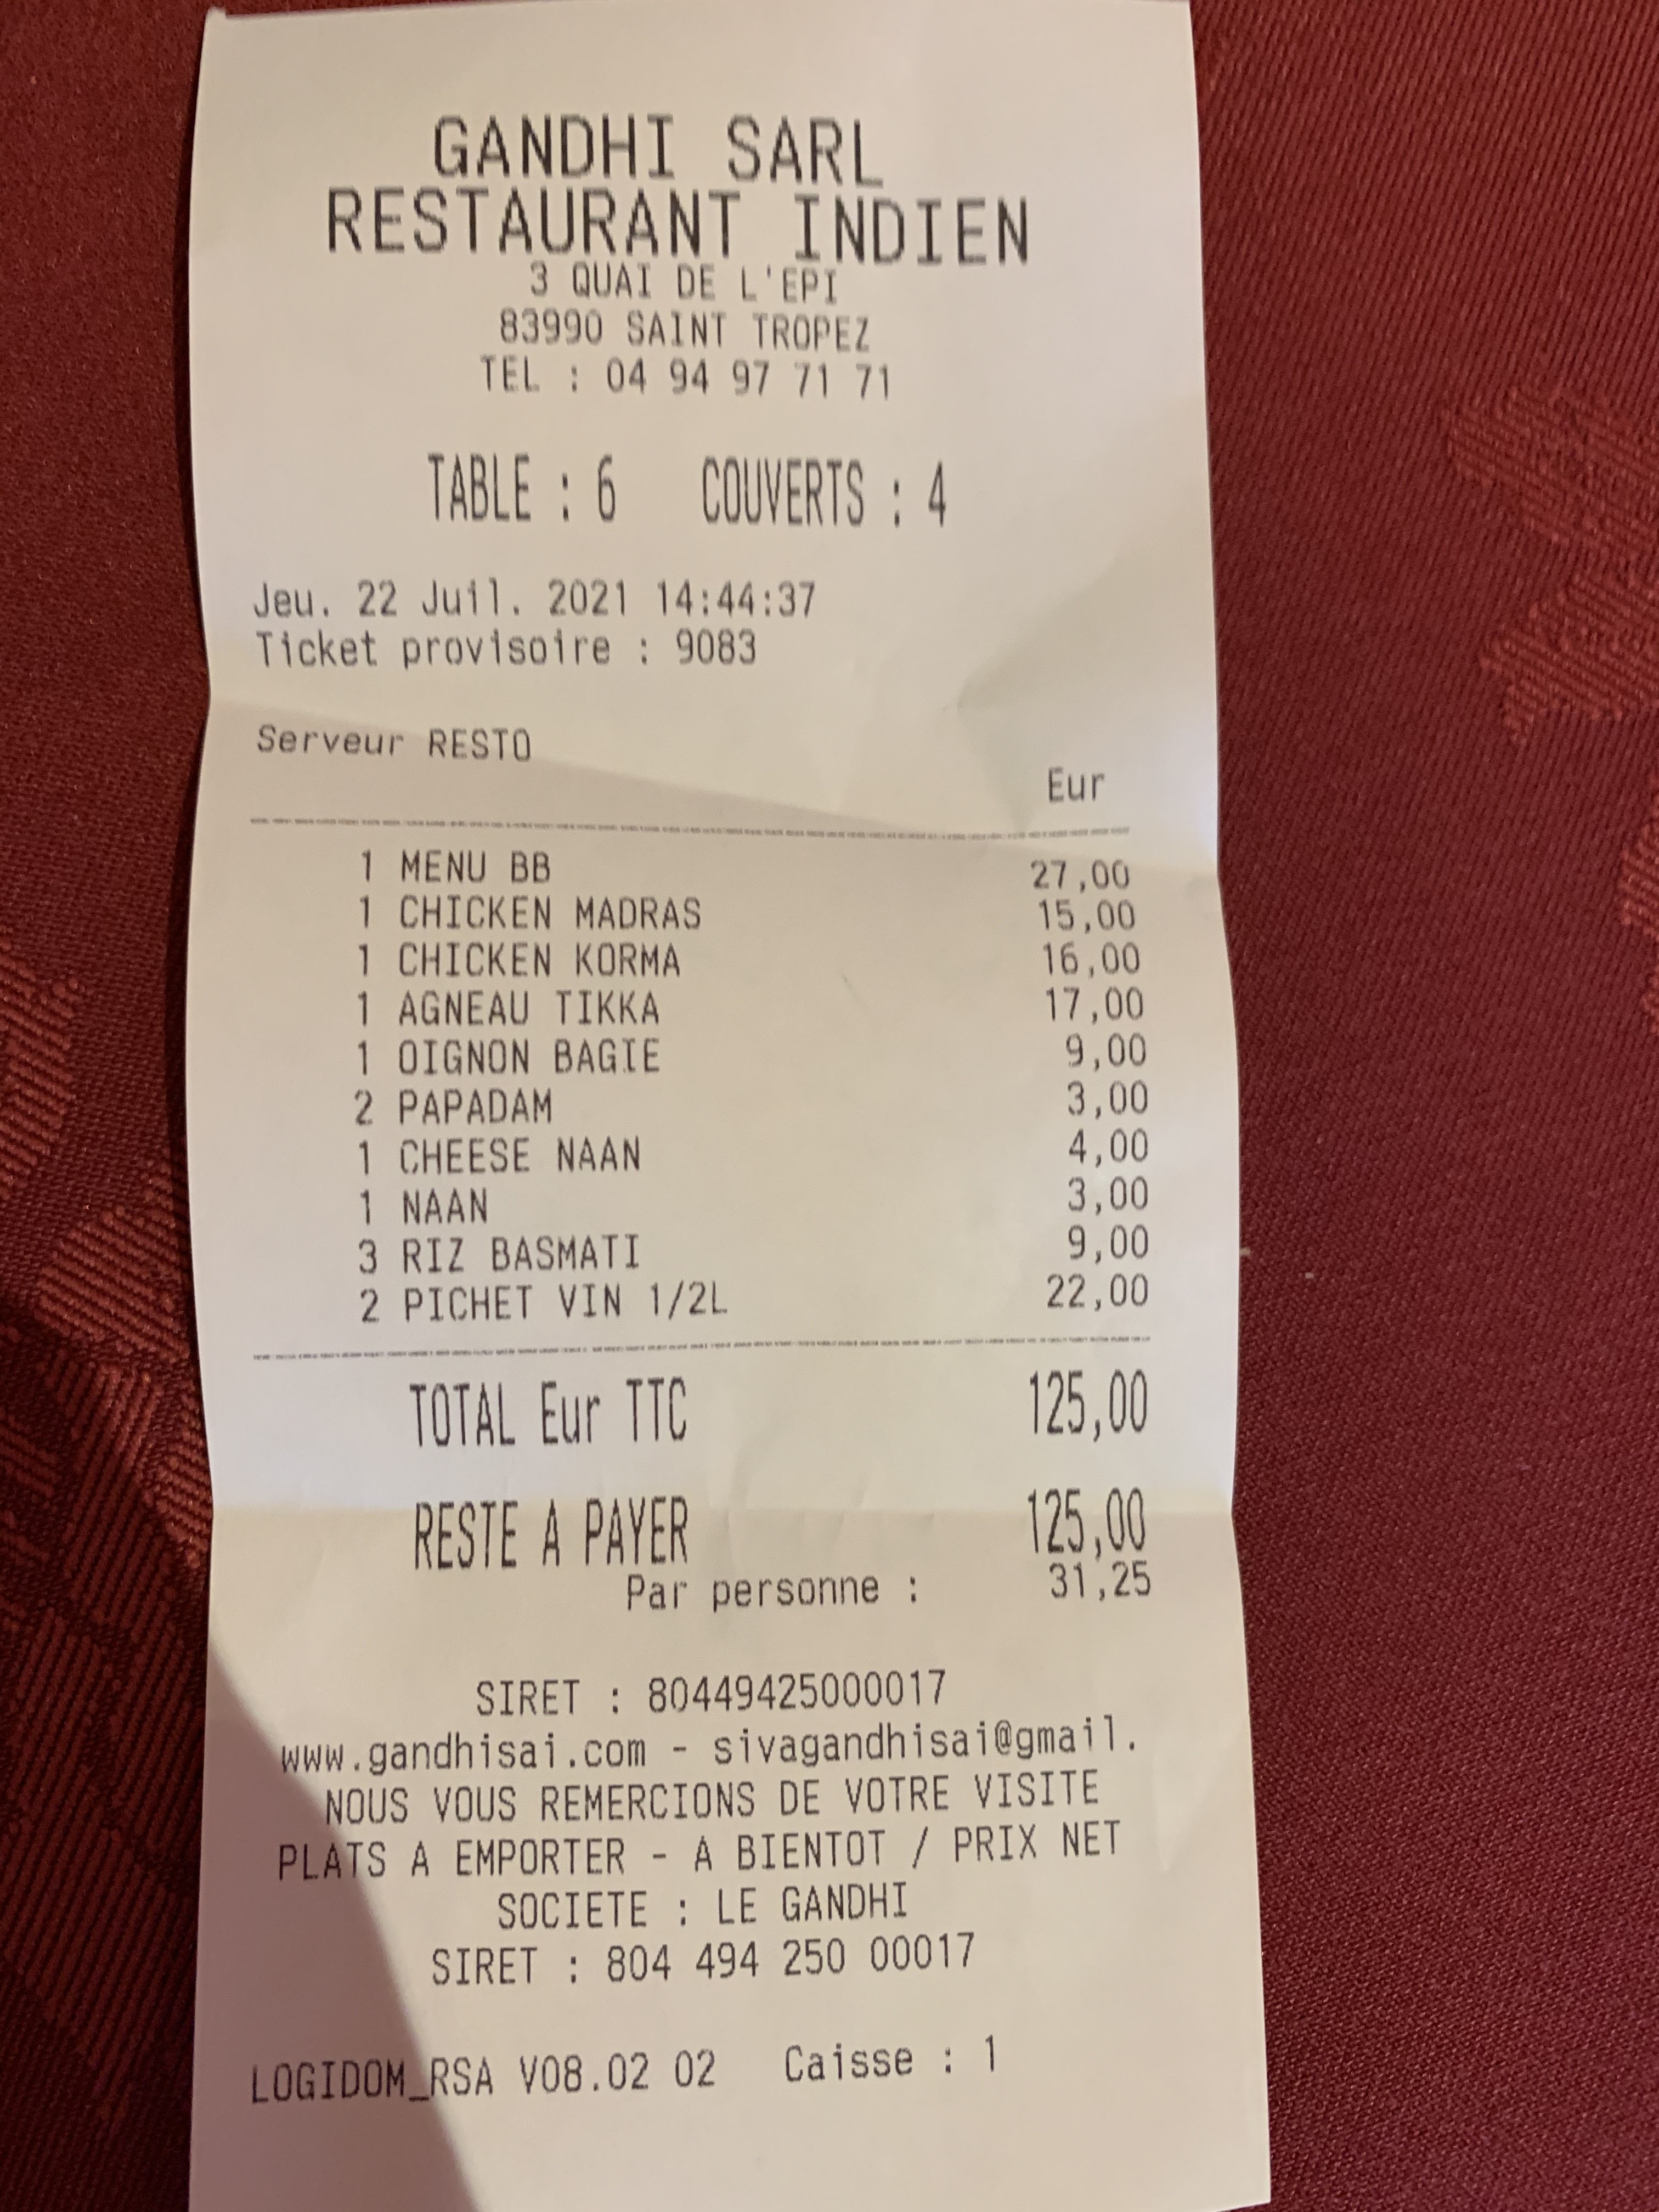 GANDHI SARL
RESTAURANT INDIEN
3 QUAI DE L'EPI
83990 SAINT TROPEZ
TEL : 04 94 97 71 71
TABLE : 6 COUVERTS : 4
Jeu. 22 Juil. 2021 14:44:37
Ticket provisoire : 9083
Serveur RESTO
Eur
1 MENU BB 27,00
1 CHICKEN MADRAS 15,00
1 CHICKEN KORMA 16,00
1 AGNEAU TIKKA 17,00
1 OIGNON BAGIE 9,00
2 PAPADAM 3,00
1 CHEESE NAAN 4,00
1 NAAN 3,00
3 RIZ BASMATI 9,00
2 PICHET VIN 1/2L 22,00
TOTAL Eur TTC 125,00
RESTE A PAYER 125,00
Par personne : 31,25
SIRET : 80449425000017
www.gandhisai.com - sivagandhisai@gmail.
NOUS VOUS REMERCIONS DE VOTRE VISITE
PLATS A EMPORTER - A BIENTOT / PRIX NET
SOCIETE : LE GANDHI
SIRET : 804 494 250 00017
LOGIDOM_RSA V08.02 02 Caisse : 1